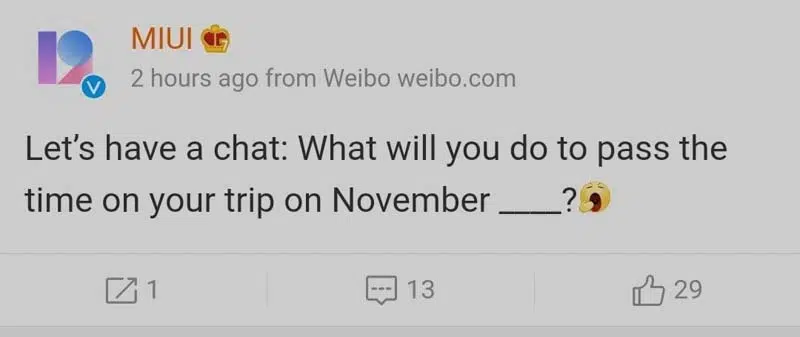 12
MIUI
2 hours ago from Weibo weibo.com
Let’s have a chat: What will you do to pass the
time on your trip on November ____?
1
13
29